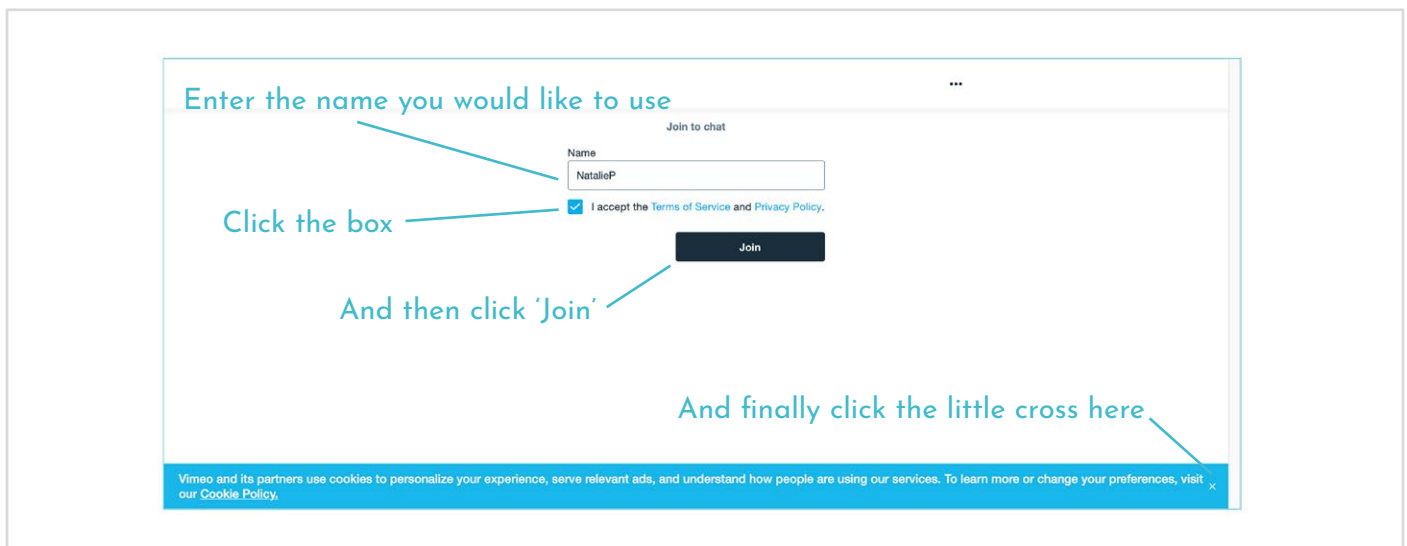 ...
Enter the name you would like to use
Join to chat
Name
NatalieP
Click the box
I accept the Terms of Service and Privacy Policy.
Join
And then click ‘Join’
And finally click the little cross here
Vimeo and its partners use cookies to personalize your experience, serve relevant ads, and understand how people are using our services. To learn more or change your preferences, visit
our Cookie Policy.
×